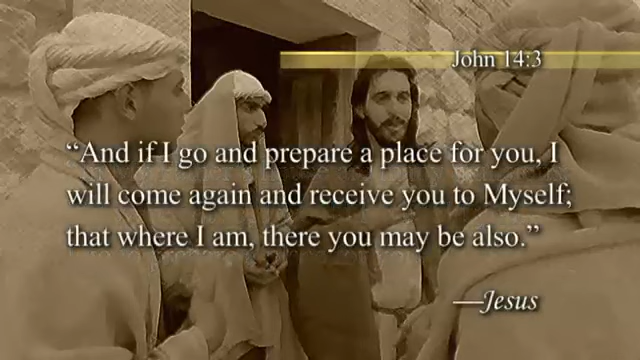 John 14:3
“And if I go and prepare a place for you, I
will come again and receive you to Myself;
that where I am, there you may be also.”
—Jesus